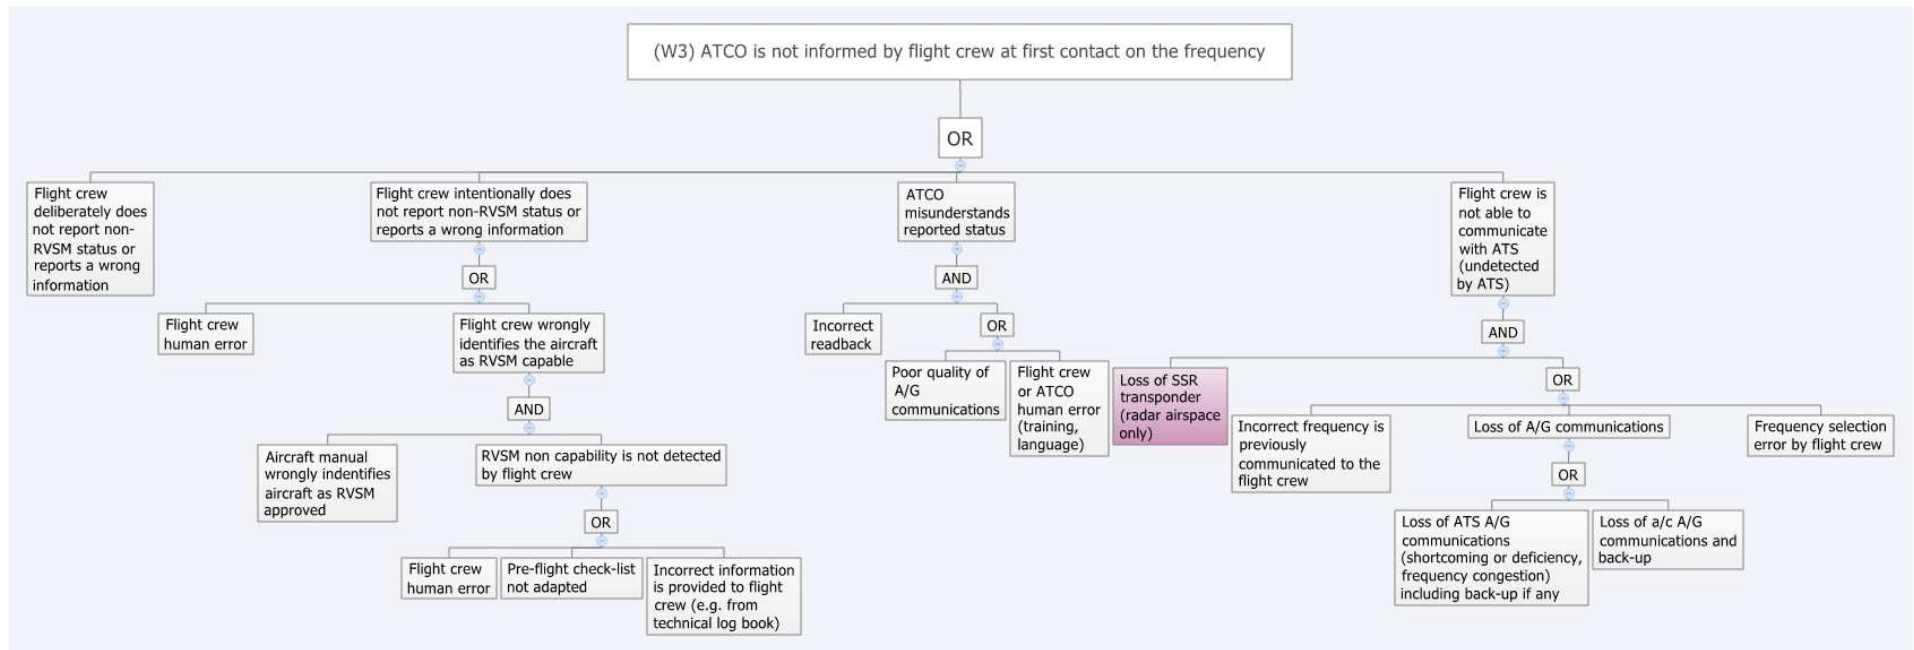 (W3) ATCO is not informed by flight crew at first contact on the frequency
OR
Flight crew
deliberately does
not report non-
RVSM status or
reports a wrong
information
Flight crew intentionally does
not report non-RVSM status or
reports a wrong information
OR
Flight crew
human error
Flight crew wrongly
identifies the aircraft
as RVSM capable
AND
Aircraft manual
wrongly indentifies
aircraft as RVSM
approved
RVSM non capability is not detected
by flight crew
OR
Flight crew
human error
Pre-flight check-list
not adapted
Incorrect information
is provided to flight
crew (e.g. from
technical log book)
ATCO
misunderstands
reported status
AND
Incorrect
readback
OR
Poor quality of
A/G
communications
Flight crew
or ATCO
human error
(training,
language)
Flight crew is
not able to
communicate
with ATS
(undetected
by ATS)
AND
Loss of SSR
transponder
(radar airspace
only)
OR
Incorrect frequency is
previously
communicated to the
flight crew
Loss of A/G communications
OR
Loss of ATS A/G
communications
(shortcoming or deficiency,
frequency congestion)
including back-up if any
Loss of a/c A/G
communications and
back-up
Frequency selection
error by flight crew